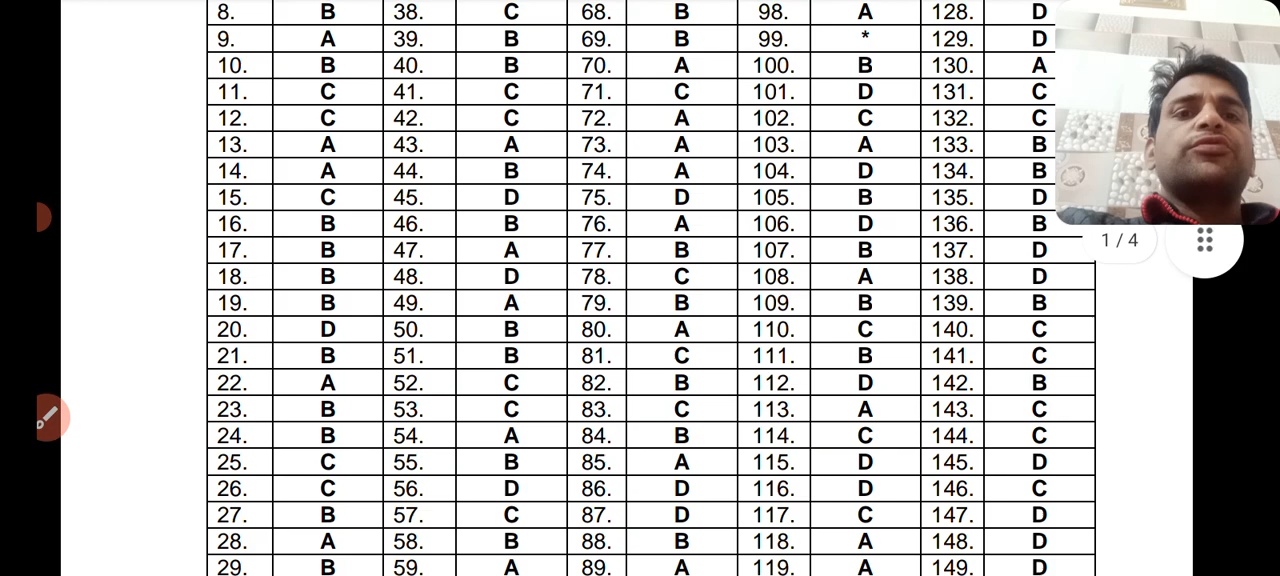 8. B 38. C 68. B 98. A 128. D
9. A 39. B 69. B 99. * 129. D
10. B 40. B 70. A 100. B 130. A
11. C 41. C 71. C 101. D 131. C
12. C 42. C 72. A 102. C 132. C
13. A 43. A 73. A 103. A 133. B
14. A 44. B 74. A 104. D 134. B
15. C 45. D 75. D 105. B 135. D
16. B 46. B 76. A 106. D 136. B
1 / 4
17. B 47. A 77. B 107. B 137. D
18. B 48. D 78. C 108. A 138. D
19. B 49. A 79. B 109. B 139. B
20. D 50. B 80. A 110. C 140. C
21. B 51. B 81. C 111. B 141. C
22. A 52. C 82. B 112. D 142. B
23. B 53. C 83. C 113. A 143. C
24. B 54. A 84. B 114. C 144. C
25. C 55. B 85. A 115. D 145. D
26. C 56. D 86. D 116. D 146. C
27. B 57. C 87. D 117. C 147. D
28. A 58. B 88. B 118. A 148. D
29. B 59. A 89. A 119. A 149. D